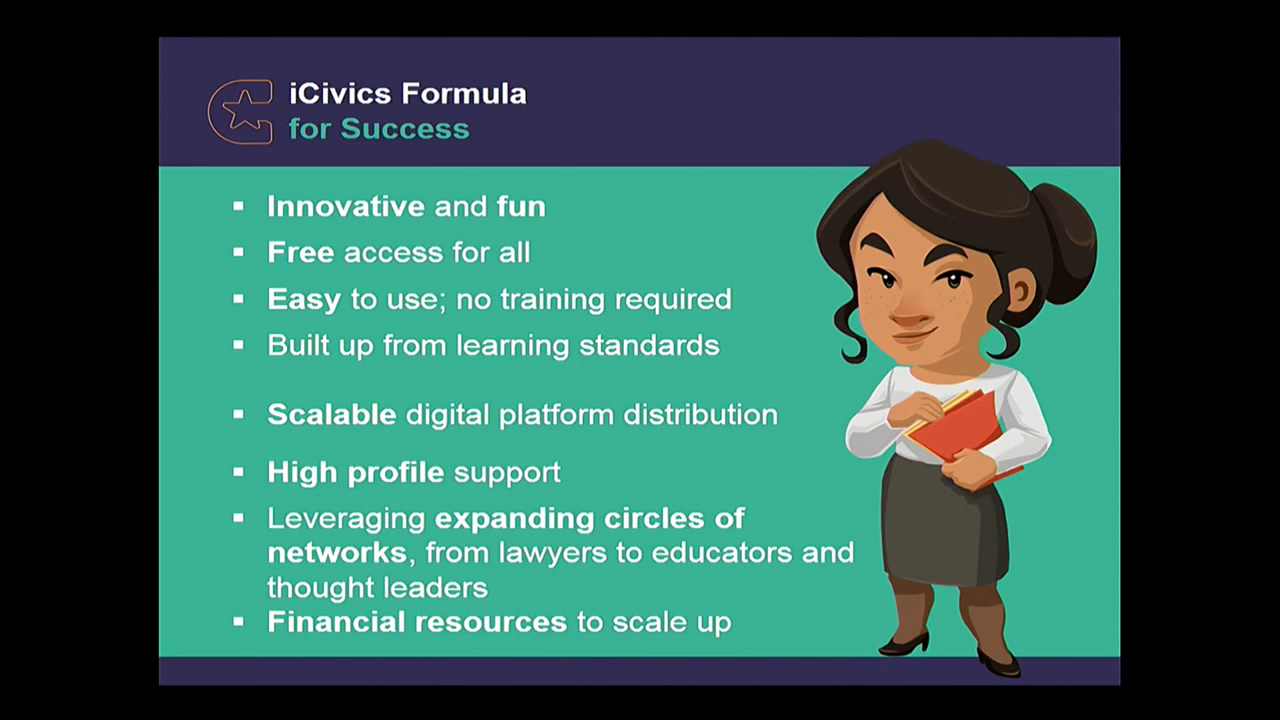 iCivics Formula
for Success
▪ Innovative and fun
▪ Free access for all
▪ Easy to use; no training required
▪ Built up from learning standards
▪ Scalable digital platform distribution
▪ High profile support
▪ Leveraging expanding circles of
networks, from lawyers to educators and
thought leaders
▪ Financial resources to scale up